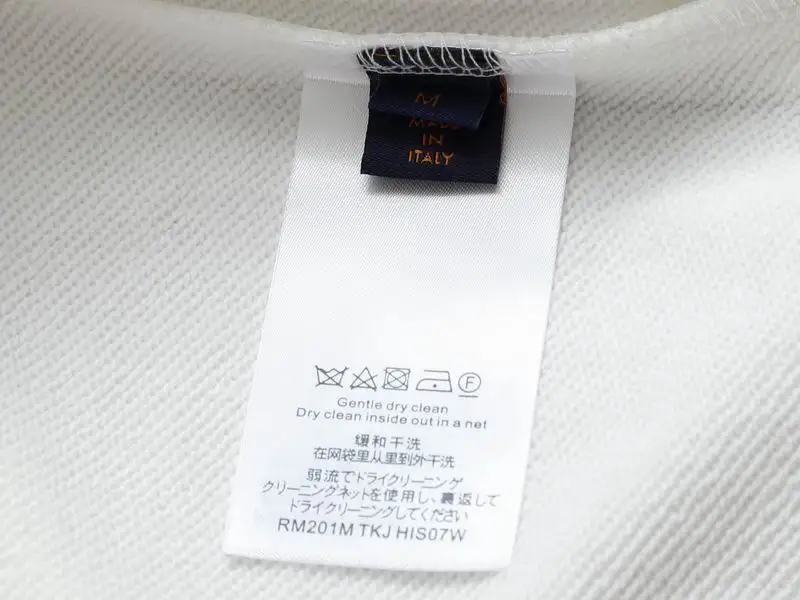 M
MADE
IN
ITALY
F
Gentle dry clean
Dry clean inside out in a net
缓和干洗
在网袋里从里到外干洗
弱流でドライクリーニング
クリーニングネットを使用し、裏返して
ドライクリーニングしてください
RM201M TKJ HIS07W